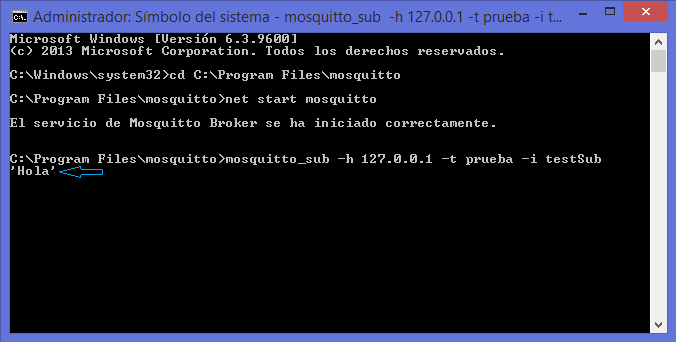 Administrador: Símbolo del sistema - mosquitto_sub -h 127.0.0.1 -t prueba -i t...
Microsoft Windows [Versión 6.3.9600]
(c) 2013 Microsoft Corporation. Todos los derechos reservados.
C:\Windows\system32>cd C:\Program Files\mosquitto
C:\Program Files\mosquitto>net start mosquitto
El servicio de Mosquitto Broker se ha iniciado correctamente.
C:\Program Files\mosquitto>mosquitto_sub -h 127.0.0.1 -t prueba -i testSub
'Hola'